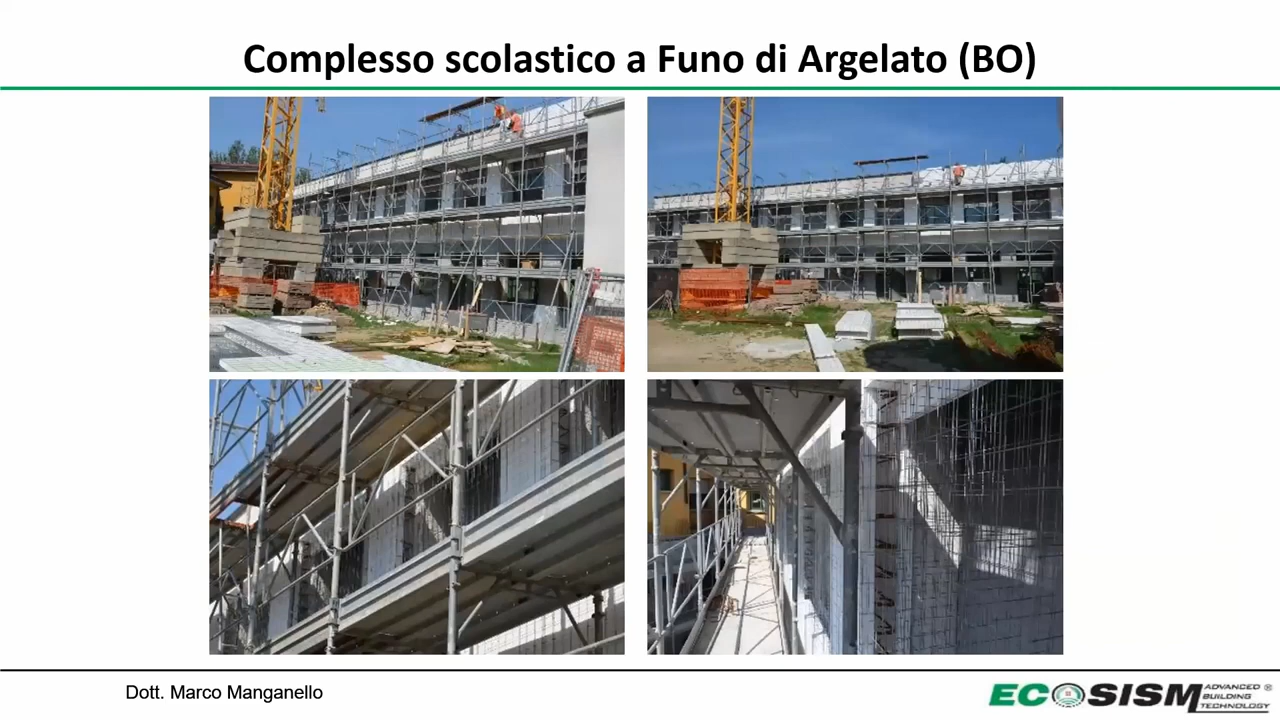 Complesso scolastico a Funo di Argelato (BO)
Dott. Marco Manganello
ECOSISM ADVANCED
BUILDING
TECHNOLOGY ®